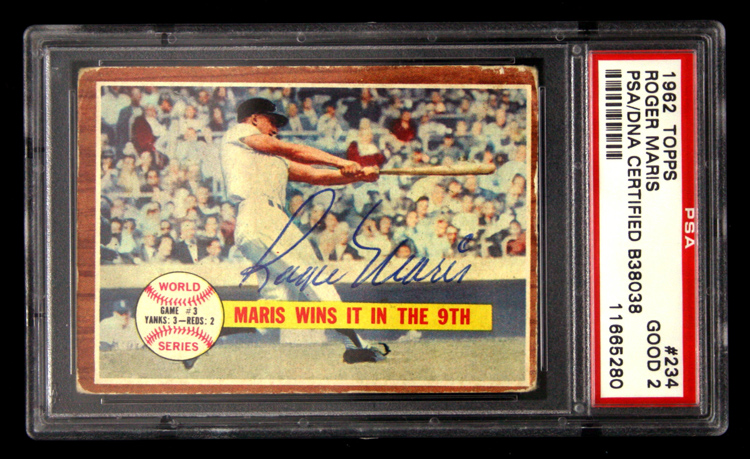 Roger Maris
WORLD
GAME #3
YANKS: 3—REDS: 2
SERIES
MARIS WINS IT IN THE 9TH
PSA
1962 TOPPS #234
ROGER MARIS GOOD 2
PSA/DNA CERTIFIED B38038 11665280